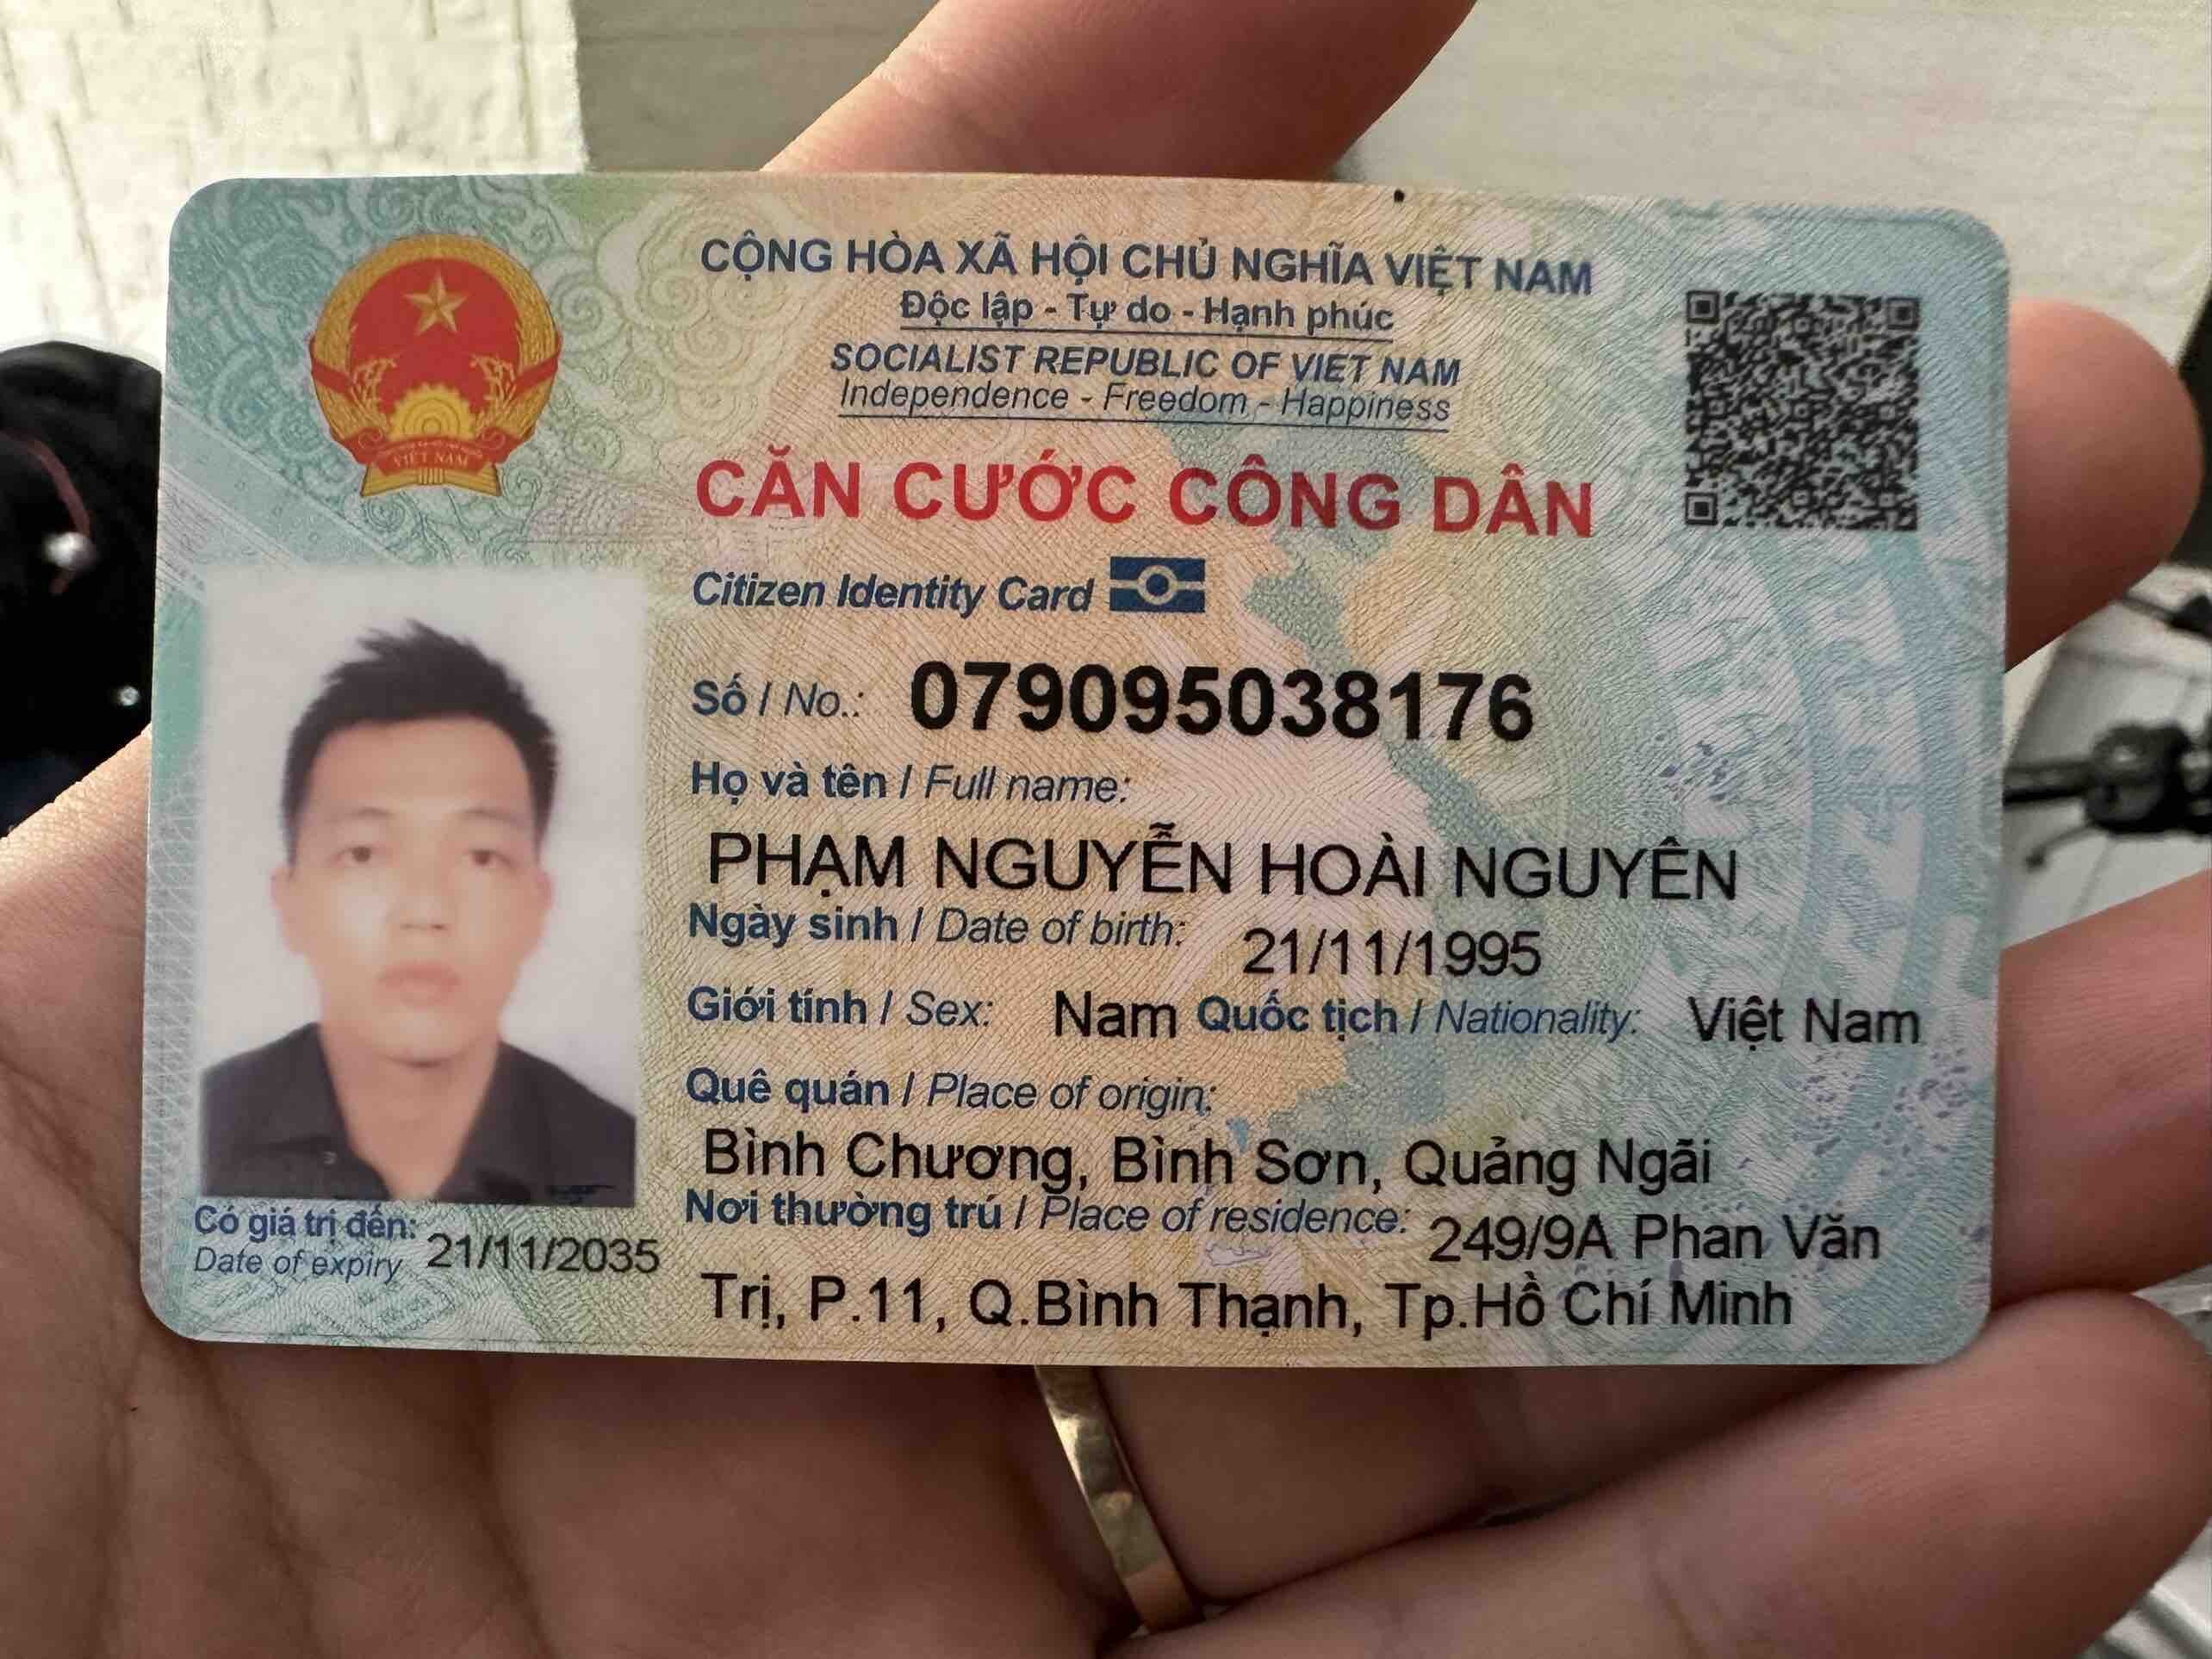 CỘNG HÒA XÃ HỘI CHỦ NGHĨA VIỆT NAM
Độc lập - Tự do - Hạnh phúc
SOCIALIST REPUBLIC OF VIET NAM
Independence - Freedom - Happiness
VIỆT NAM
CĂN CƯỚC CÔNG DÂN
Citizen Identity Card
Số / No.: 079095038176
Họ và tên / Full name:
PHẠM NGUYỄN HOÀI NGUYÊN
Ngày sinh / Date of birth: 21/11/1995
Giới tính / Sex: Nam Quốc tịch / Nationality: Việt Nam
Quê quán / Place of origin:
Bình Chương, Bình Sơn, Quảng Ngãi
Nơi thường trú / Place of residence: 249/9A Phan Văn
Trị, P.11, Q.Bình Thạnh, Tp.Hồ Chí Minh
Có giá trị đến: 21/11/2035
Date of expiry